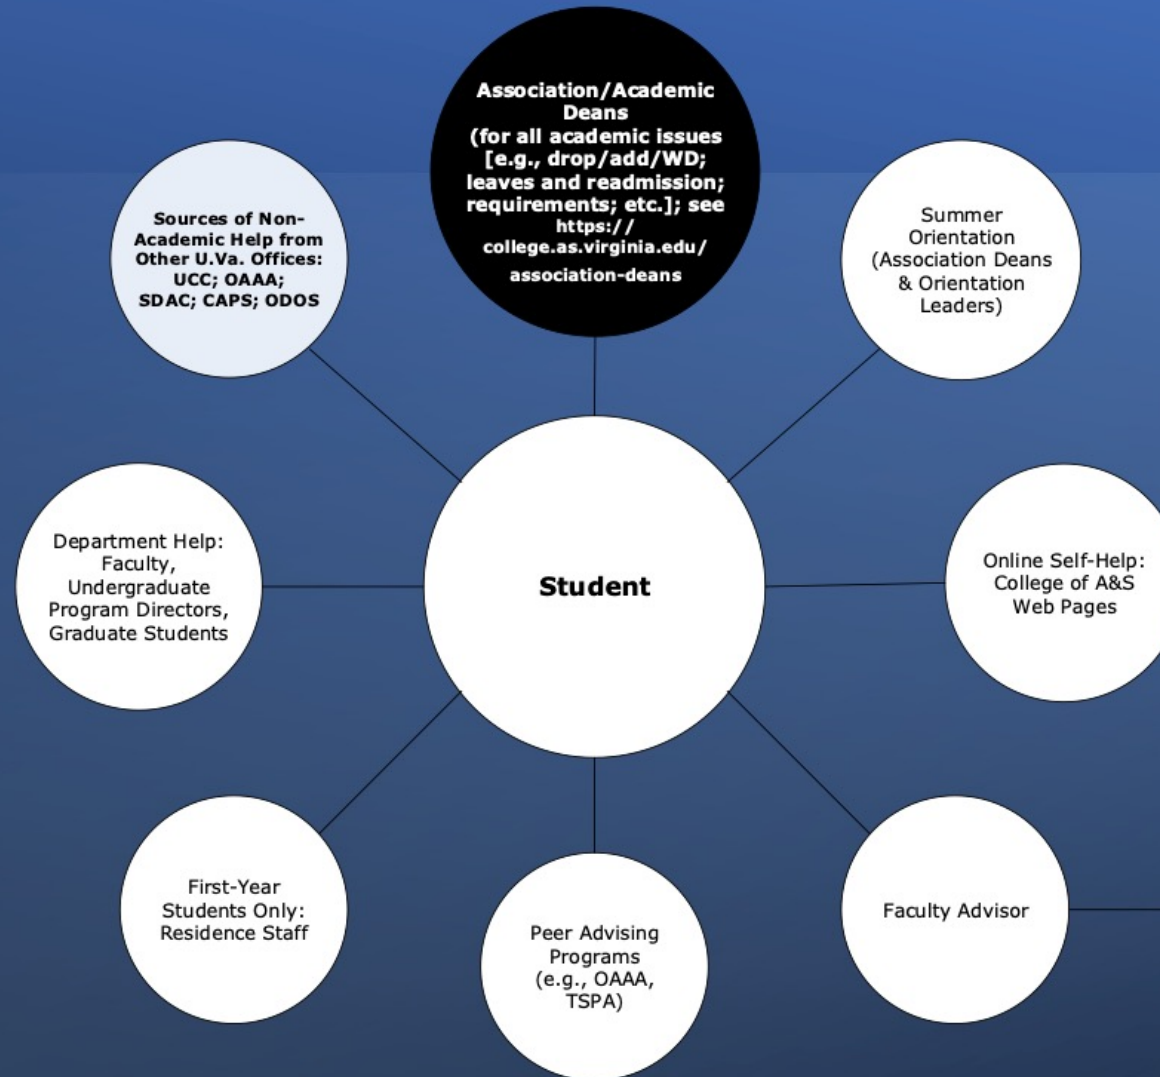 Association/Academic
Deans
(for all academic issues
[e.g., drop/add/WD;
leaves and readmission;
requirements; etc.]; see
https://
college.as.virginia.edu/
association-deans
Sources of Non-
Academic Help from
Other U.Va. Offices:
UCC; OAAA;
SDAC; CAPS; ODOS
Summer
Orientation
(Association Deans
& Orientation
Leaders)
Department Help:
Faculty,
Undergraduate
Program Directors,
Graduate Students
Student
Online Self-Help:
College of A&S
Web Pages
First-Year
Students Only:
Residence Staff
Peer Advising
Programs
(e.g., OAAA,
TSPA)
Faculty Advisor